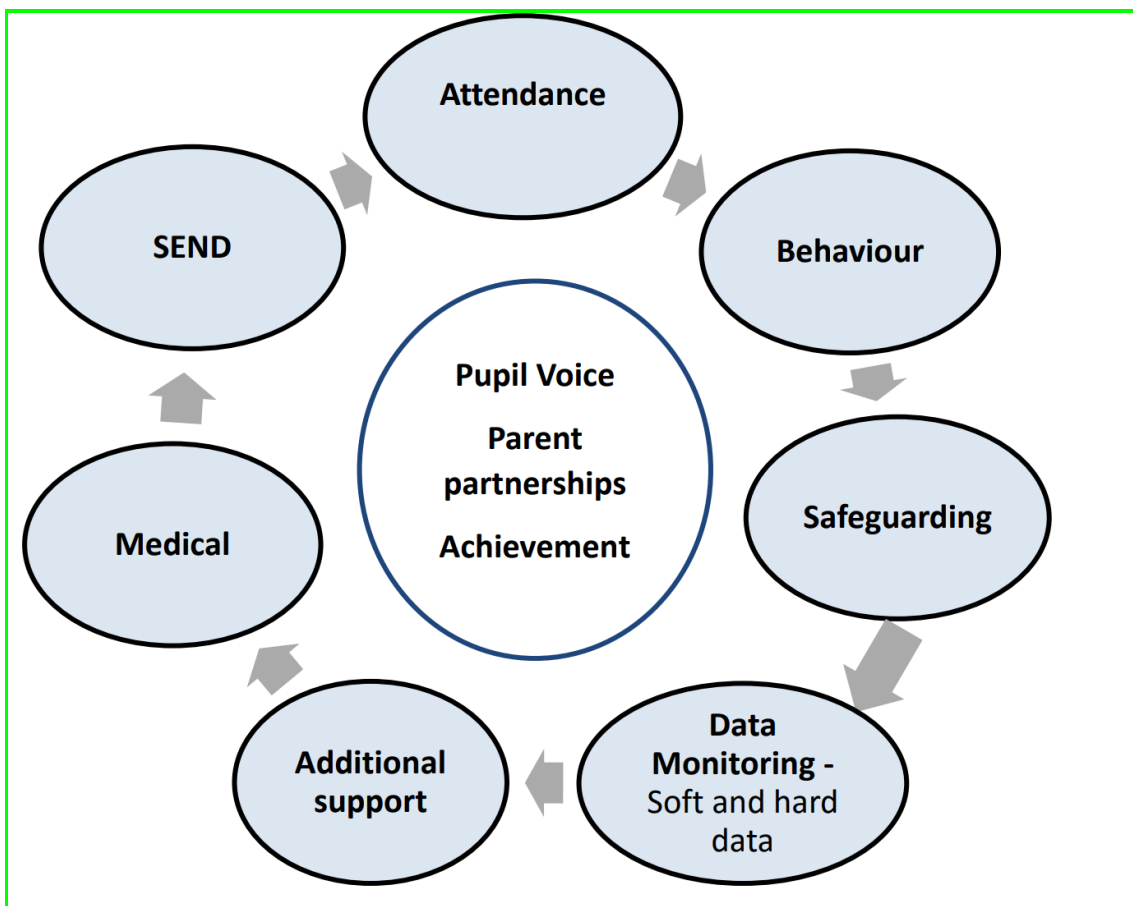 Attendance
Behaviour
Safeguarding
Data
Monitoring -
Soft and hard
data
Additional
support
Medical
SEND
Pupil Voice
Parent
partnerships
Achievement